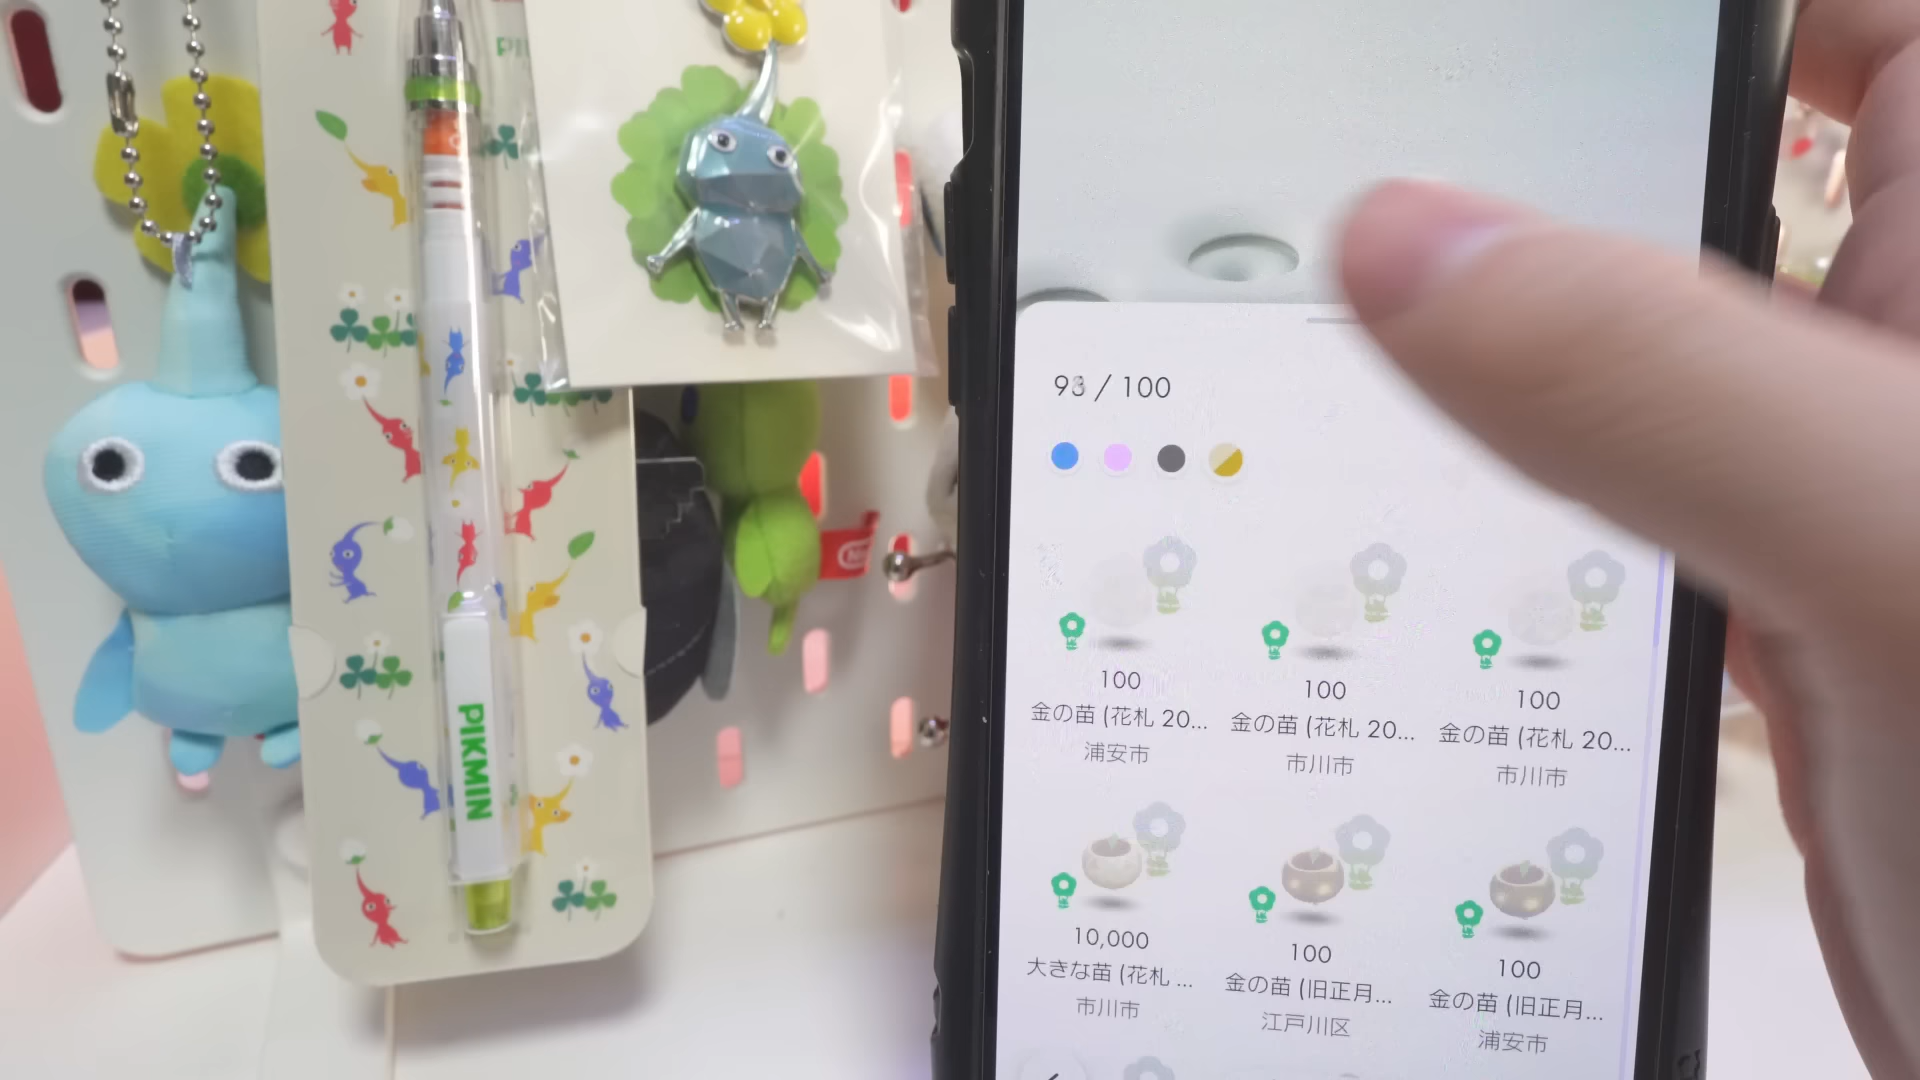 PIKMIN
100
100
100
金の苗 (花札 20...
金の苗 (花札 20...
金の苗 (花札 20...
浦安市
市川市
市川市
10,000
100
100
大きな苗 (花札 ...
金の苗 (旧正月...
金の苗 (旧正月...
市川市
江戸川区
浦安市